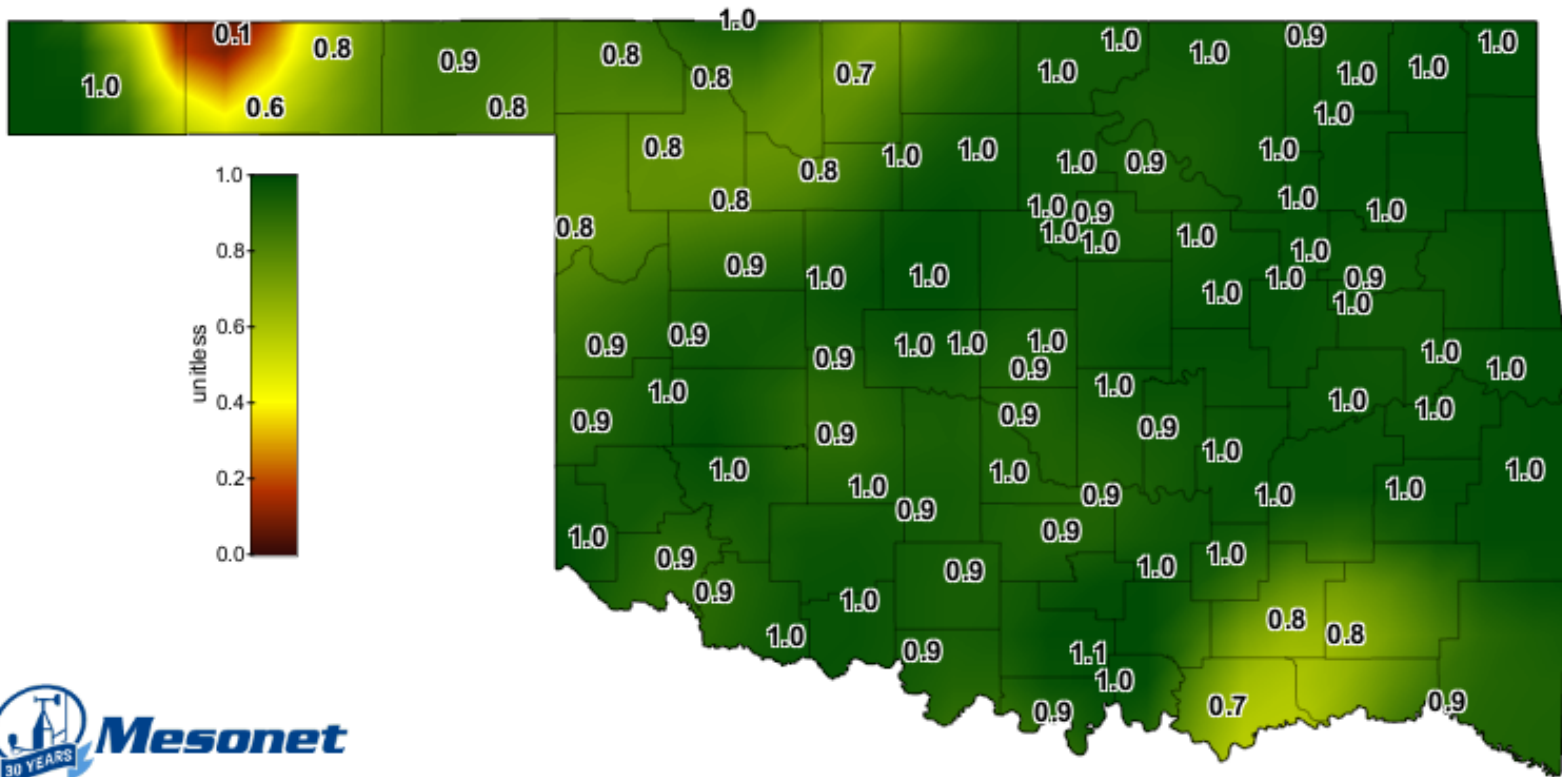 1.0
0.1 0.8 0.9 0.8 1.0 1.0 0.9 1.0
1.0 0.6 0.8 0.8 0.7 1.0 1.0 1.0 1.0
1.0
0.8 0.8 1.0 1.0 1.0 0.9 1.0
0.8 1.0 0.9 1.0 1.0
0.8 1.0 1.0 1.0 1.0
0.9 1.0 1.0 1.0 1.0 0.9 1.0
0.9 0.9 0.9 1.0 1.0 1.0 0.9 1.0 1.0
1.0 1.0 1.0 1.0
0.9 0.9 0.9 0.9 1.0
1.0 1.0 1.0 0.9 1.0 1.0 1.0
0.9
1.0 0.9 0.9 0.9 1.0 1.0
0.9 1.0 0.8
1.0 0.9 1.1 0.8
1.0
0.9 0.7 0.9
1.0
0.8
0.6
0.4
0.2
0.0
unitless
Mesonet
30 YEARS